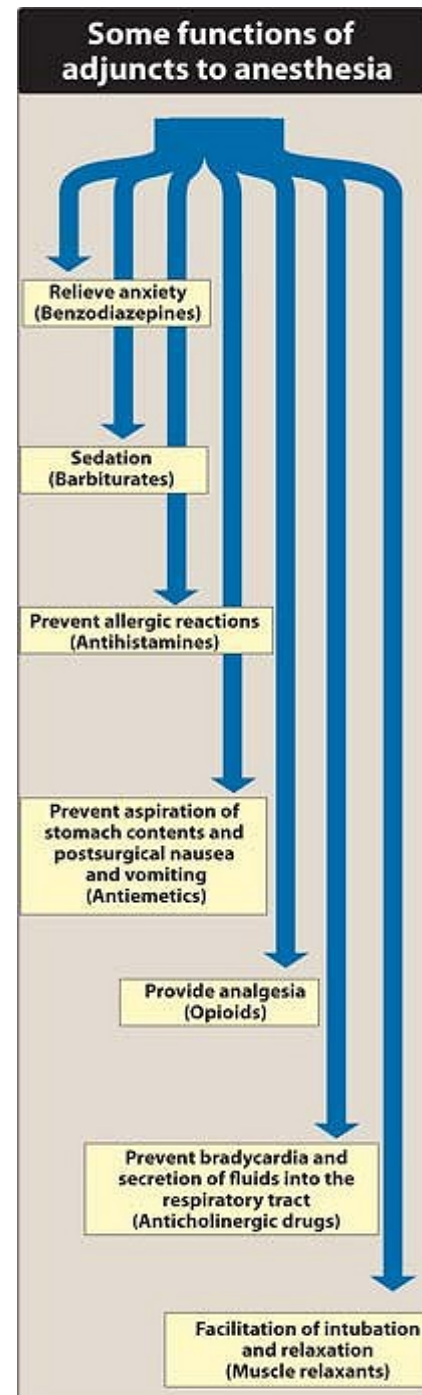 Some functions of
adjuncts to anesthesia
Relieve anxiety
(Benzodiazepines)
Sedation
(Barbiturates)
Prevent allergic reactions
(Antihistamines)
Prevent aspiration of
stomach contents and
postsurgical nausea
and vomiting
(Antiemetics)
Provide analgesia
(Opioids)
Prevent bradycardia and
secretion of fluids into the
respiratory tract
(Anticholinergic drugs)
Facilitation of intubation
and relaxation
(Muscle relaxants)